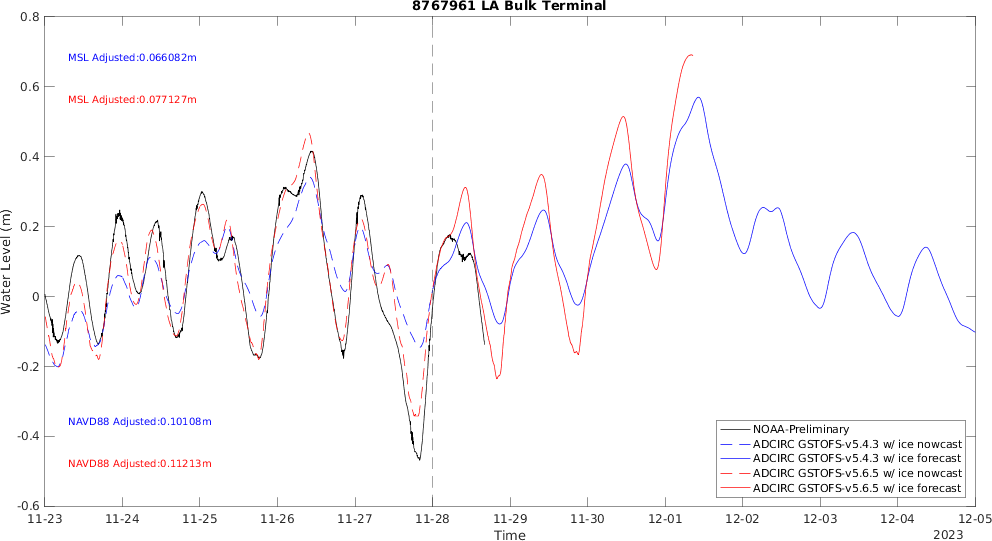 8767961 LA Bulk Terminal
0.8
0.6
0.4
0.2
0
-0.2
-0.4
-0.6
Water Level (m)
MSL Adjusted:0.066082m
MSL Adjusted:0.077127m
NAVD88 Adjusted:0.10108m
NAVD88 Adjusted:0.11213m
NOAA-Preliminary
ADCIRC GSTOFS-v5.4.3 w/ ice nowcast
ADCIRC GSTOFS-v5.4.3 w/ ice forecast
ADCIRC GSTOFS-v5.6.5 w/ ice nowcast
ADCIRC GSTOFS-v5.6.5 w/ ice forecast
11-23 11-24 11-25 11-26 11-27 11-28 11-29 11-30 12-01 12-02 12-03 12-04 12-05
Time
2023